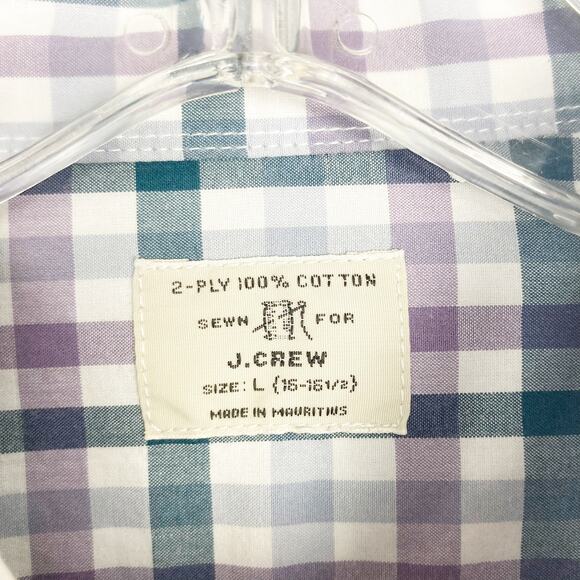 2-PLY 100% COTTON
SEWN FOR
J.CREW
SIZE: L {16-16 1/2}
MADE IN MAURITIUS